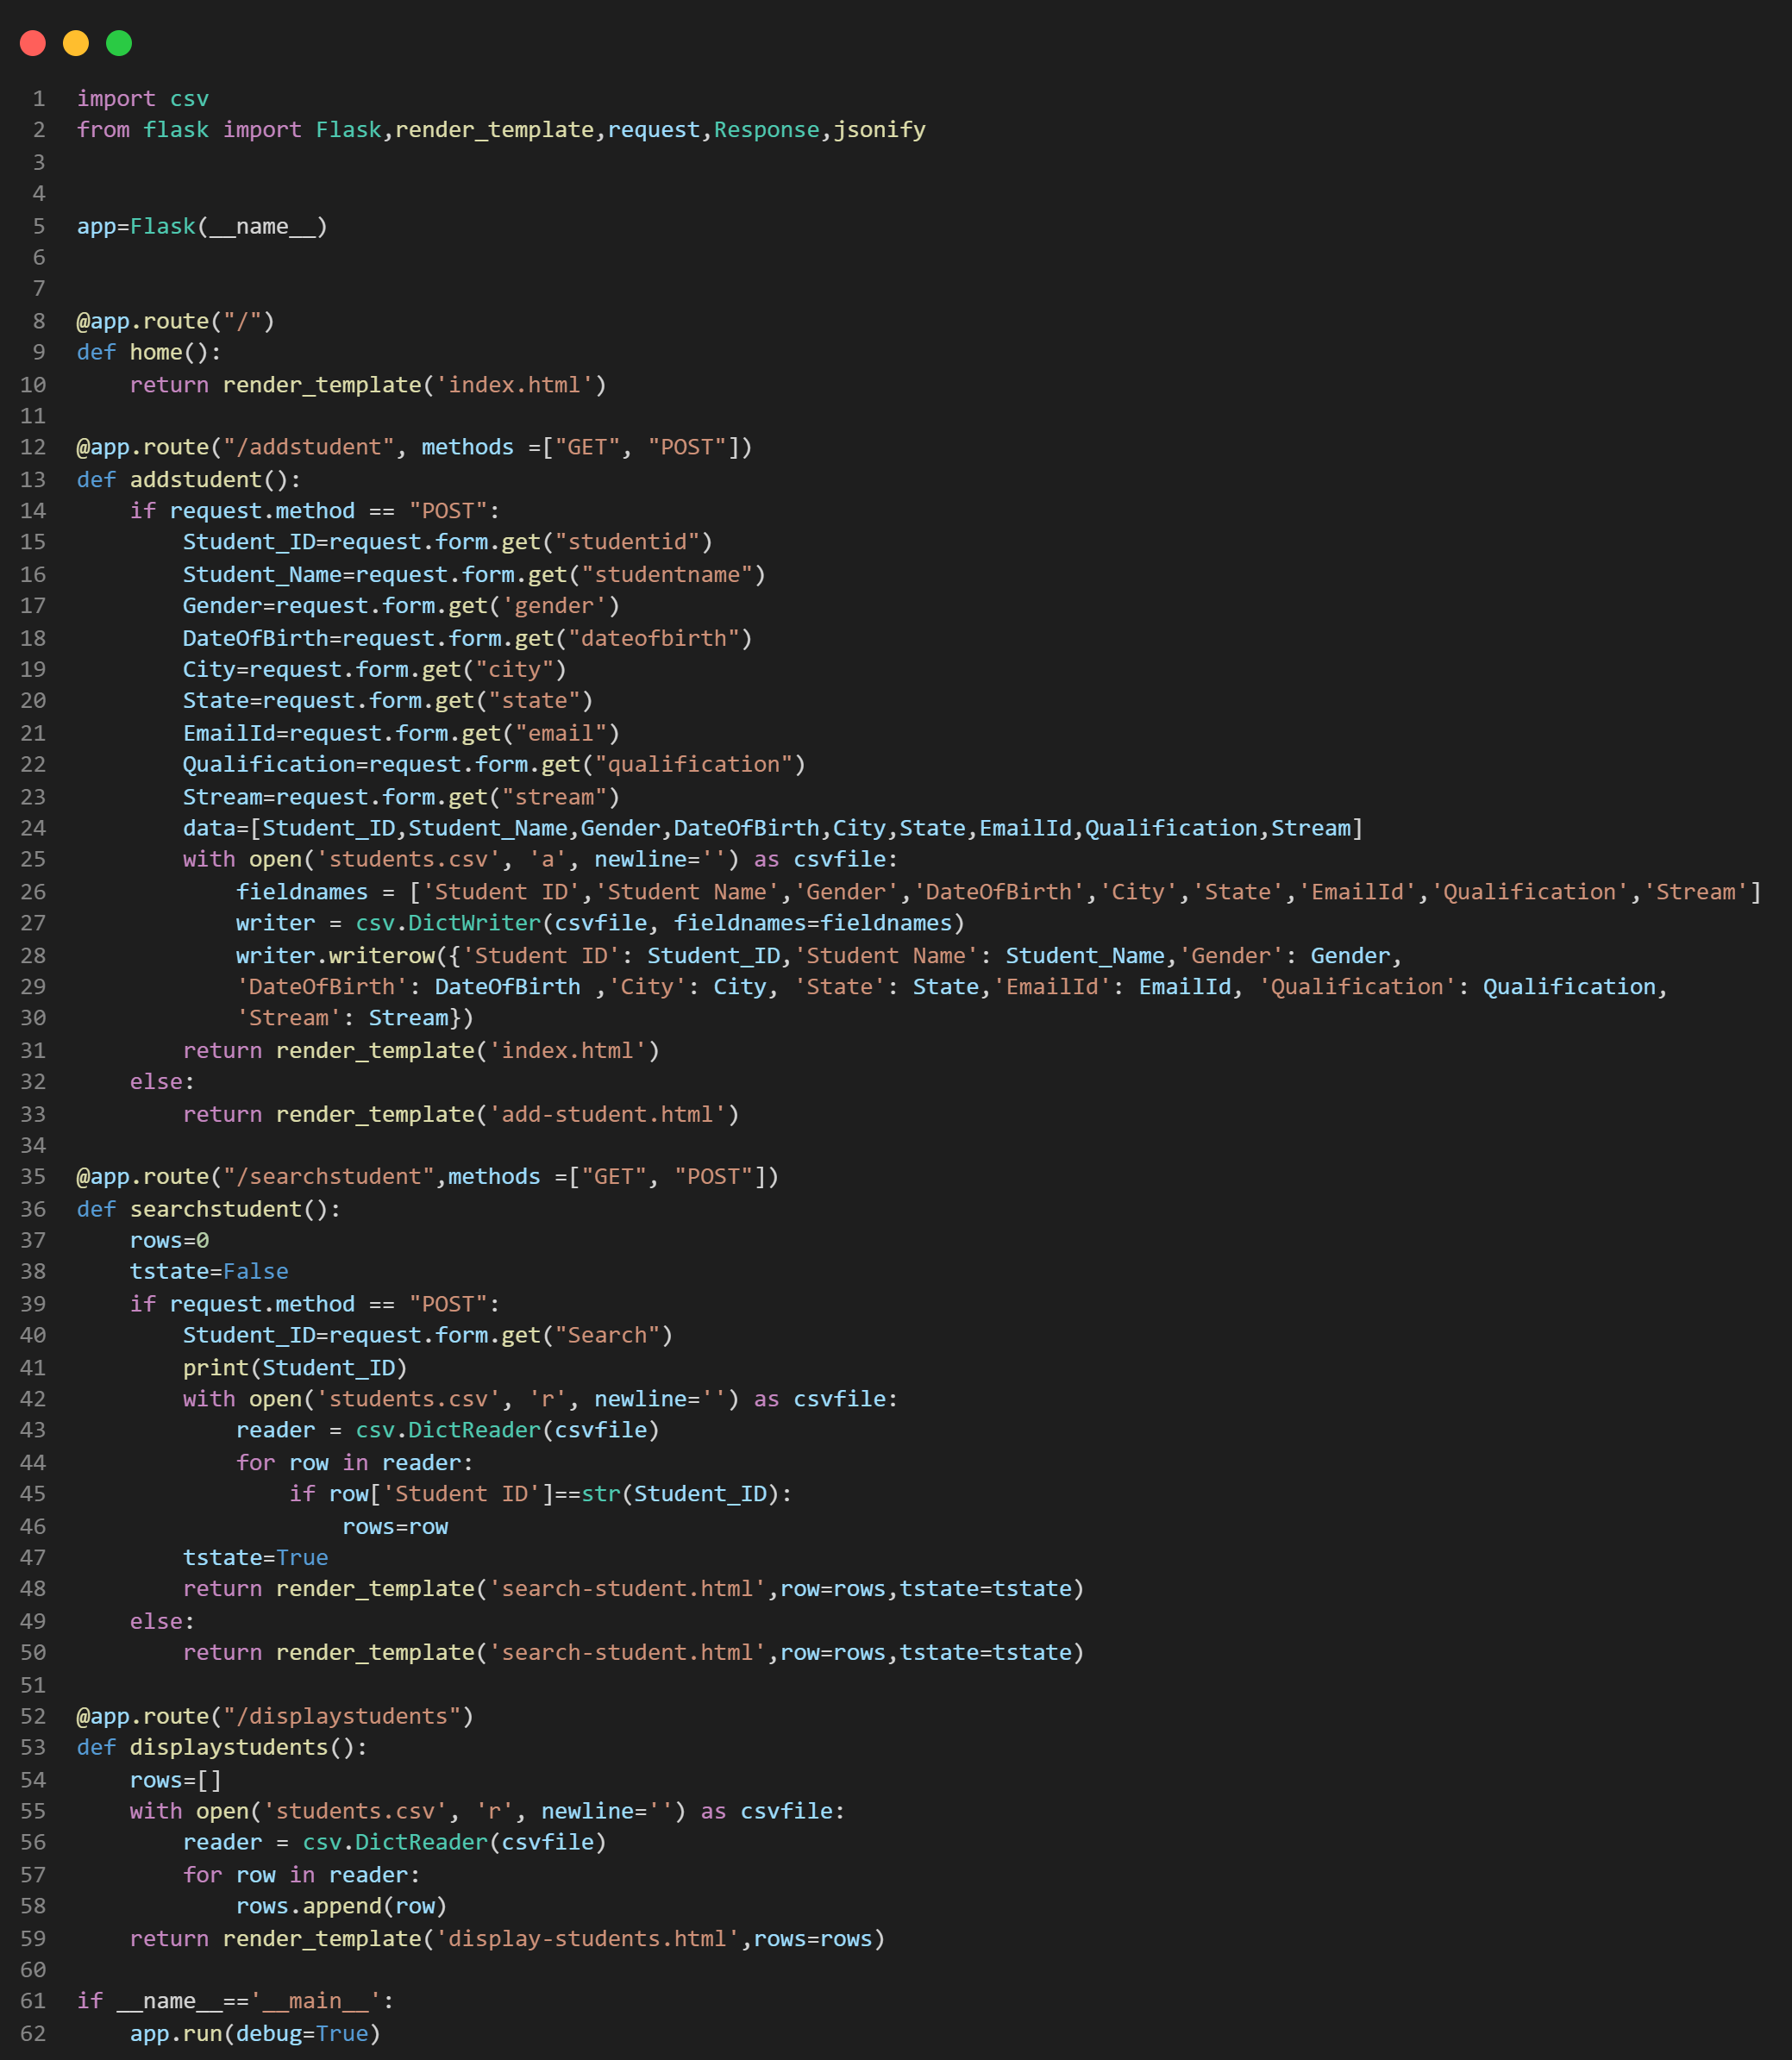 1 import csv
2 from flask import Flask,render_template,request,Response,jsonify
3
4
5 app=Flask(__name__)
6
7
8 @app.route("/")
9 def home():
10     return render_template('index.html')
11
12 @app.route("/addstudent", methods =["GET", "POST"])
13 def addstudent():
14     if request.method == "POST":
15         Student_ID=request.form.get("studentid")
16         Student_Name=request.form.get("studentname")
17         Gender=request.form.get('gender')
18         DateOfBirth=request.form.get("dateofbirth")
19         City=request.form.get("city")
20         State=request.form.get("state")
21         EmailId=request.form.get("email")
22         Qualification=request.form.get("qualification")
23         Stream=request.form.get("stream")
24         data=[Student_ID,Student_Name,Gender,DateOfBirth,City,State,EmailId,Qualification,Stream]
25         with open('students.csv', 'a', newline='') as csvfile:
26             fieldnames = ['Student ID','Student Name','Gender','DateOfBirth','City','State','EmailId','Qualification','Stream']
27             writer = csv.DictWriter(csvfile, fieldnames=fieldnames)
28             writer.writerow({'Student ID': Student_ID,'Student Name': Student_Name,'Gender': Gender,
29             'DateOfBirth': DateOfBirth ,'City': City, 'State': State,'EmailId': EmailId, 'Qualification': Qualification,
30             'Stream': Stream})
31         return render_template('index.html')
32     else:
33         return render_template('add-student.html')
34
35 @app.route("/searchstudent",methods =["GET", "POST"])
36 def searchstudent():
37     rows=0
38     tstate=False
39     if request.method == "POST":
40         Student_ID=request.form.get("Search")
41         print(Student_ID)
42         with open('students.csv', 'r', newline='') as csvfile:
43             reader = csv.DictReader(csvfile)
44             for row in reader:
45                 if row['Student ID']==str(Student_ID):
46                     rows=row
47         tstate=True
48         return render_template('search-student.html',row=rows,tstate=tstate)
49     else:
50         return render_template('search-student.html',row=rows,tstate=tstate)
51
52 @app.route("/displaystudents")
53 def displaystudents():
54     rows=[]
55     with open('students.csv', 'r', newline='') as csvfile:
56         reader = csv.DictReader(csvfile)
57         for row in reader:
58             rows.append(row)
59     return render_template('display-students.html',rows=rows)
60
61 if __name__=='__main__':
62     app.run(debug=True)